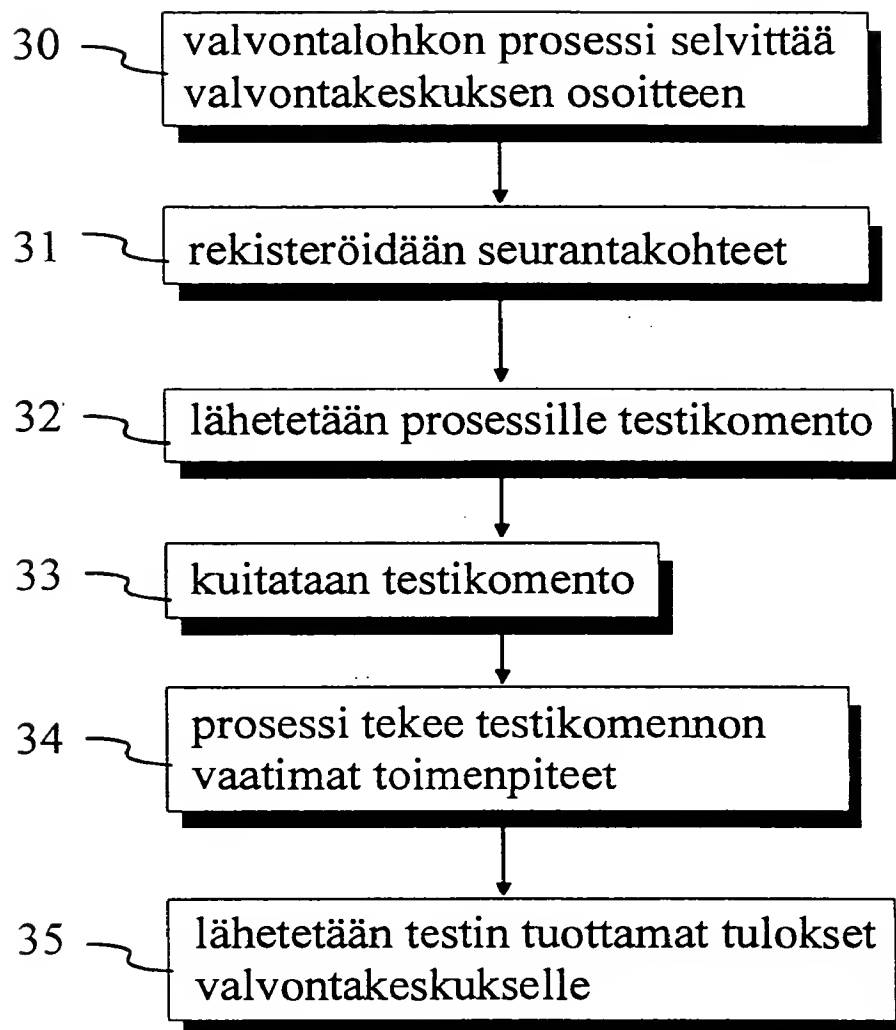 30
valvontalohkon prosessi selvittää
valvontakeskuksen osoitteen
31
rekisteröidään seurantakohteet
32
lähetetään prosessille testikomento
33
kuitataan testikomento
34
prosessi tekee testikomennon
vaatimat toimenpiteet
35
lähetetään testin tuottamat tulokset
valvontakeskukselle